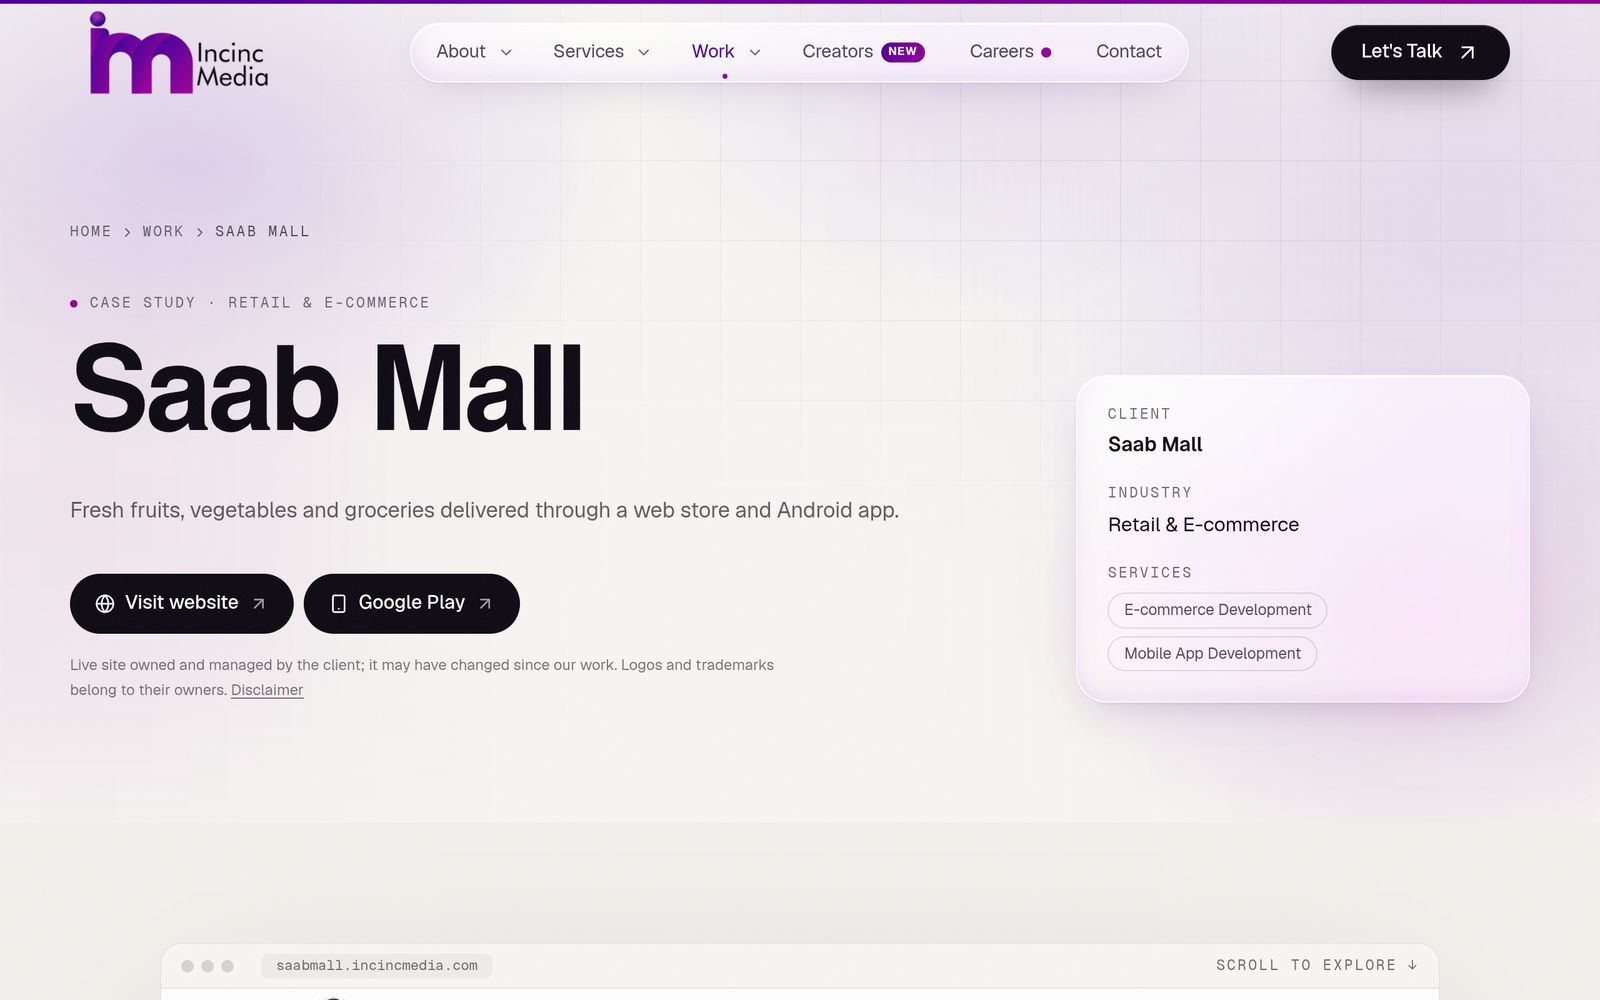 Incinc
Media
About
Services
Work
Creators NEW
Careers
Contact
Let's Talk
HOME > WORK > SAAB MALL
CASE STUDY · RETAIL & E-COMMERCE
Saab Mall
Fresh fruits, vegetables and groceries delivered through a web store and Android app.
Visit website
Google Play
Live site owned and managed by the client; it may have changed since our work. Logos and trademarks
belong to their owners. Disclaimer
CLIENT
Saab Mall
INDUSTRY
Retail & E-commerce
SERVICES
E-commerce Development
Mobile App Development
saabmall.incincmedia.com
SCROLL TO EXPLORE ↓